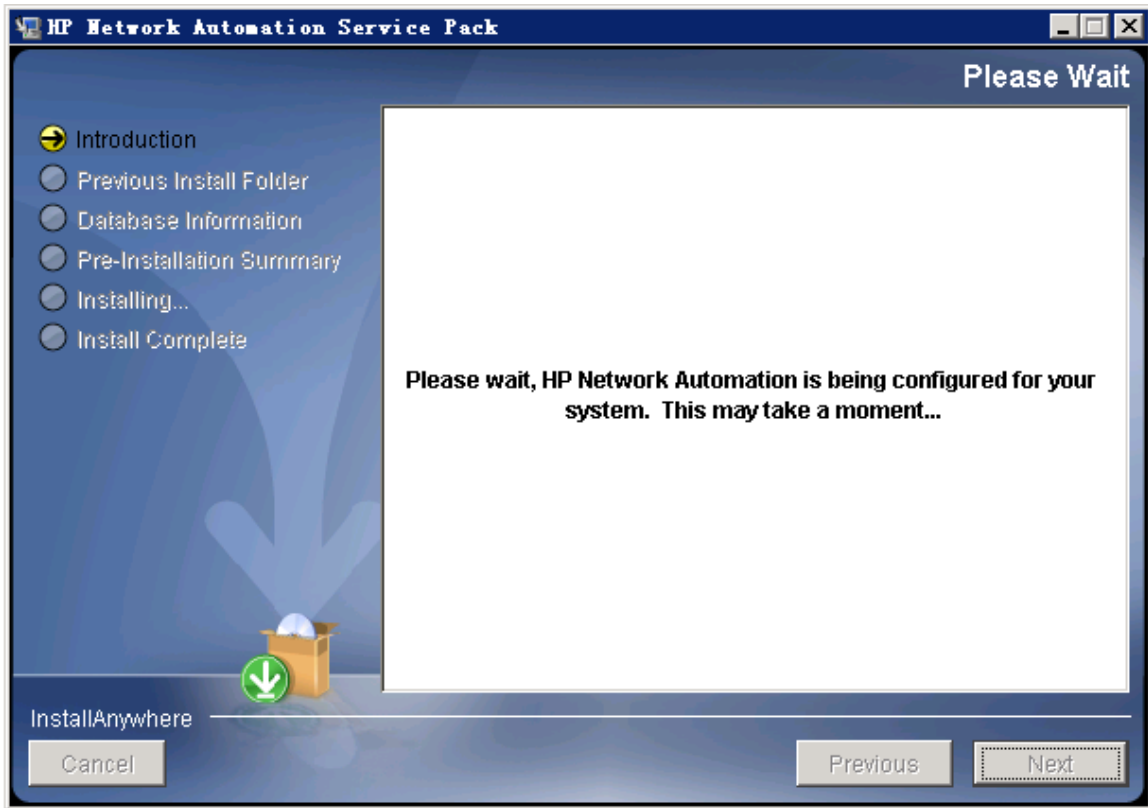 HP Network Automation Service Pack
Please Wait
Introduction
Previous Install Folder
Database Information
Pre-Installation Summary
Installing...
Install Complete
Please wait, HP Network Automation is being configured for your
system.  This may take a moment...
InstallAnywhere
Cancel
Previous
Next